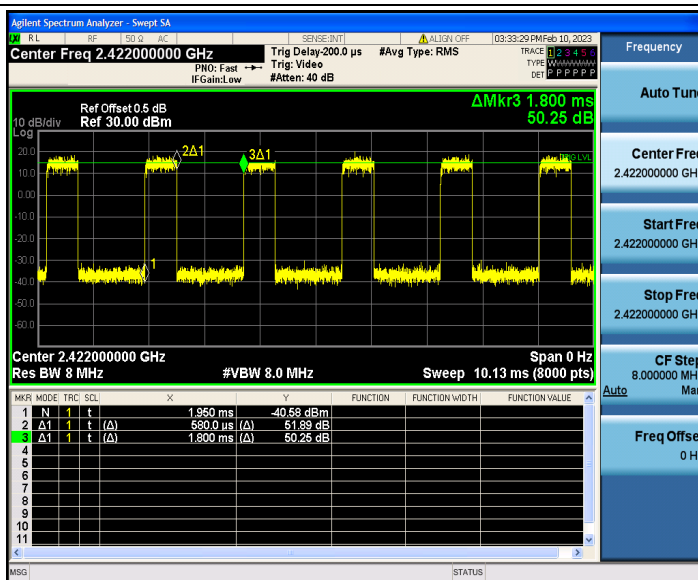 Agilent Spectrum Analyzer - Swept SA
RL RF 50 Ω AC SENSE:INT ALIGN OFF 03:33:29 PM Feb 10, 2023
Center Freq 2.422000000 GHz
Trig Delay-200.0 µs #Avg Type: RMS
TRACE 1 2 3 4 5 6
PNO: Fast Trig: Video
TYPE W
IFGain:Low #Atten: 40 dB
DET P P P P P P
Frequency
Auto Tune
Ref Offset 0.5 dB
ΔMkr3 1.800 ms
10 dB/div Ref 30.00 dBm
50.25 dB
Log
20.0
10.0
0.00
-10.0
-20.0
-30.0
-40.0
-50.0
-60.0
2Δ1
3Δ1
1
TRIG LVL
Center Freq
2.422000000 GH
Start Freq
2.422000000 GH
Stop Freq
2.422000000 GH
Center 2.422000000 GHz Span 0 Hz
Res BW 8 MHz #VBW 8.0 MHz Sweep 10.13 ms (8000 pts)
CF Step
8.000000 MH
Auto Man
Freq Offse
0 H
MKR MODE TRC SCL X Y FUNCTION FUNCTION WIDTH FUNCTION VALUE
1 N 1 t 1.950 ms -40.58 dBm
2 Δ1 1 t (Δ) 580.0 µs (Δ) 51.89 dB
3 Δ1 1 t (Δ) 1.800 ms (Δ) 50.25 dB
4
5
6
7
8
9
10
11
MSG STATUS